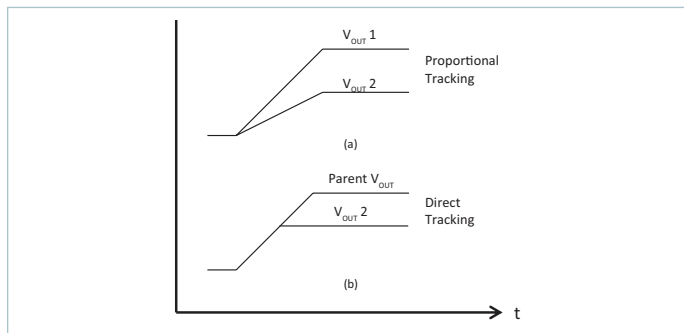 V_OUT 1
Proportional
Tracking
V_OUT 2
(a)
Parent V_OUT
Direct
Tracking
V_OUT 2
(b)
t